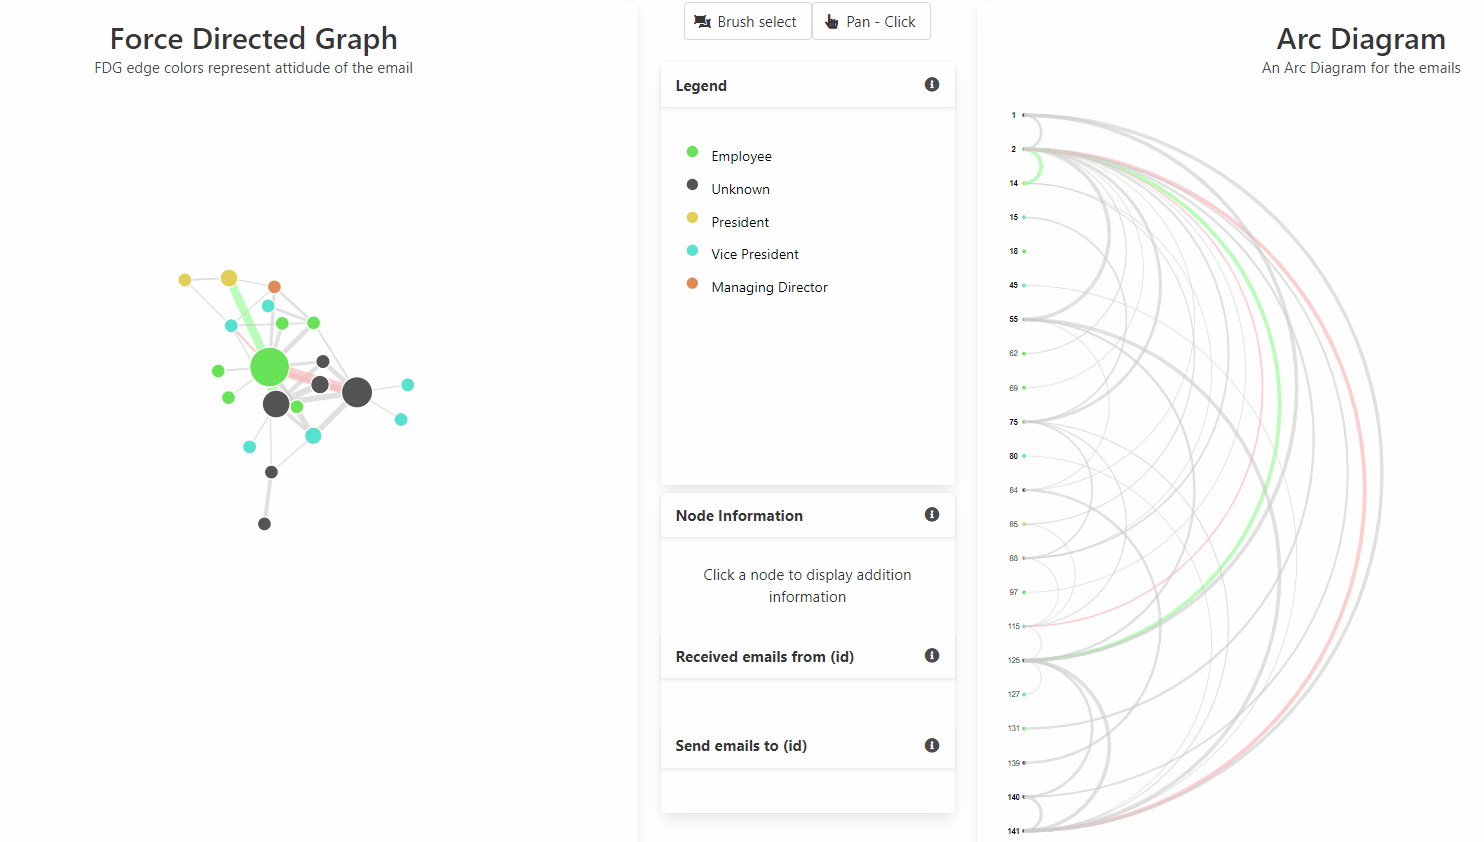 Force Directed Graph
FDG edge colors represent attidude of the email
Brush select
Pan - Click
Legend
Employee
Unknown
President
Vice President
Managing Director
Node Information
Click a node to display addition
information
Received emails from (id)
Send emails to (id)
Arc Diagram
An Arc Diagram for the emails
1
2
14
15
18
49
55
62
69
75
80
84
85
88
97
115
125
127
131
139
140
141